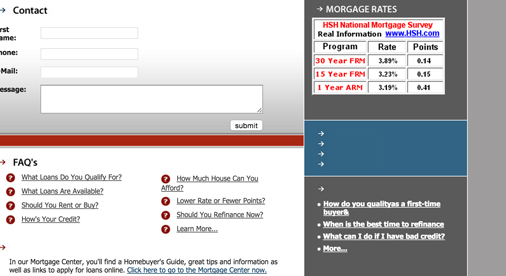 Contact
First
Name:
Phone:
E-Mail:
Message:
submit
FAQ's
What Loans Do You Qualify For?
What Loans Are Available?
Should You Rent or Buy?
How's Your Credit?
How Much House Can You
Afford?
Lower Rate or Fewer Points?
Should You Refinance Now?
Learn More...
In our Mortgage Center, you'll find a Homebuyer's Guide, great tips and information as
well as links to apply for loans online. Click here to go to the Mortgage Center now.
MORGAGE RATES
HSH National Mortgage Survey
Real Information www.HSH.com
Program Rate Points
30 Year FRM 3.89% 0.14
15 Year FRM 3.23% 0.15
1 Year ARM 3.19% 0.41
How do you qualityas a first-time
buyer&
When is the best time to refinance
What can I do if I have bad credit?
More...